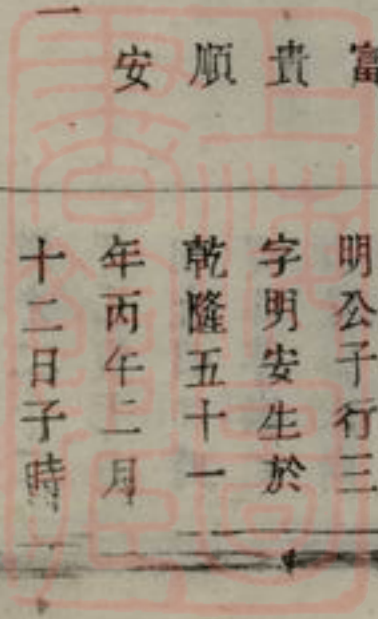 富
貴
順
安
一
明公子行三
字明安生於
乾隆五十一
年丙午二月
十二日子時